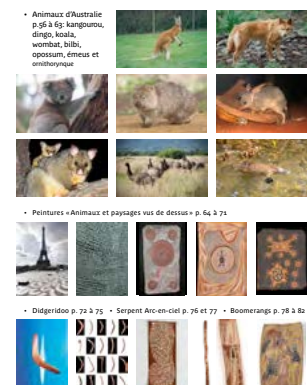 • Animaux d'Australie
p.56 à 63: kangourou,
dingo, koala,
wombat, bilbi,
opossum, émeus et
ornithorynque
• Peintures «Animaux et paysages vus de dessus» p. 64 à 71
• Didgeridoo p. 72 à 75 • Serpent Arc-en-ciel p. 76 et 77 • Boomerangs p. 78 à 82